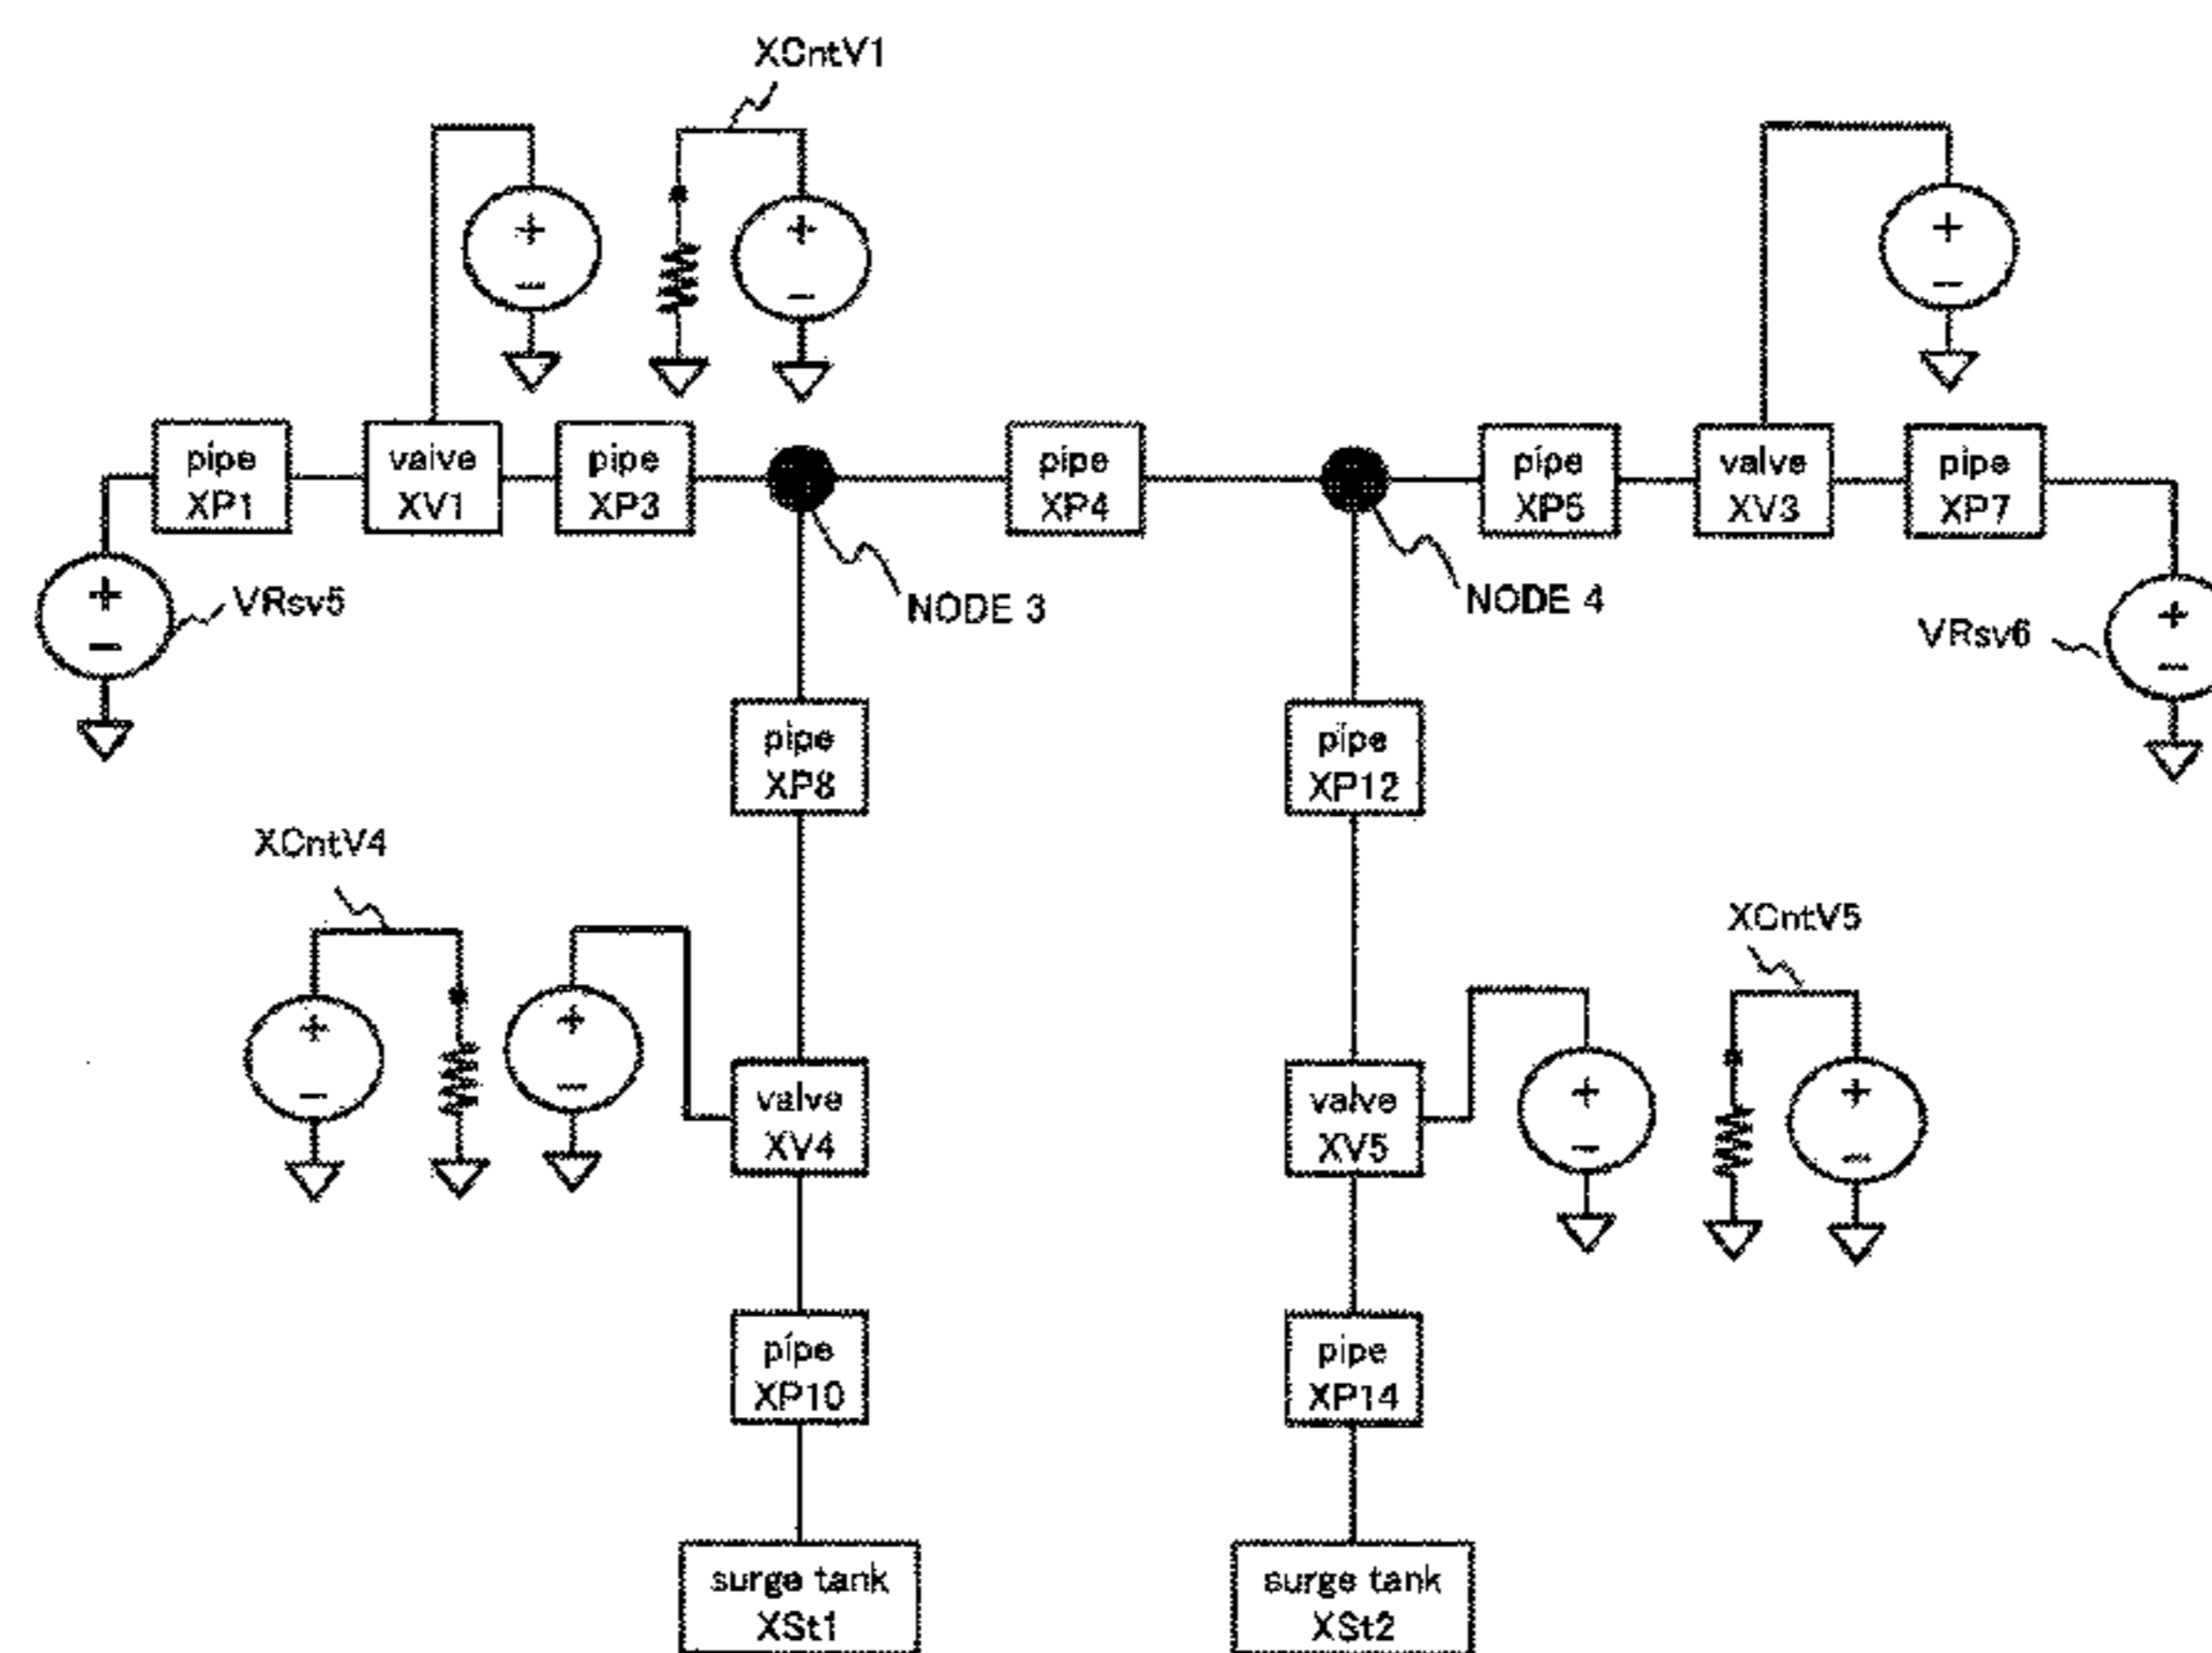 XCntV1
+
+
+
−
−
−
pipe
XP1
valve
XV1
pipe
XP3
pipe
XP4
pipe
XP5
valve
XV3
pipe
XP7
+
−
VRsv5
NODE 3
NODE 4
VRsv6
+
−
pipe
XP8
pipe
XP12
XCntV4
XCntV5
+
−
+
−
valve
XV4
valve
XV5
+
−
+
−
pipe
XP10
pipe
XP14
surge tank
XSt1
surge tank
XSt2